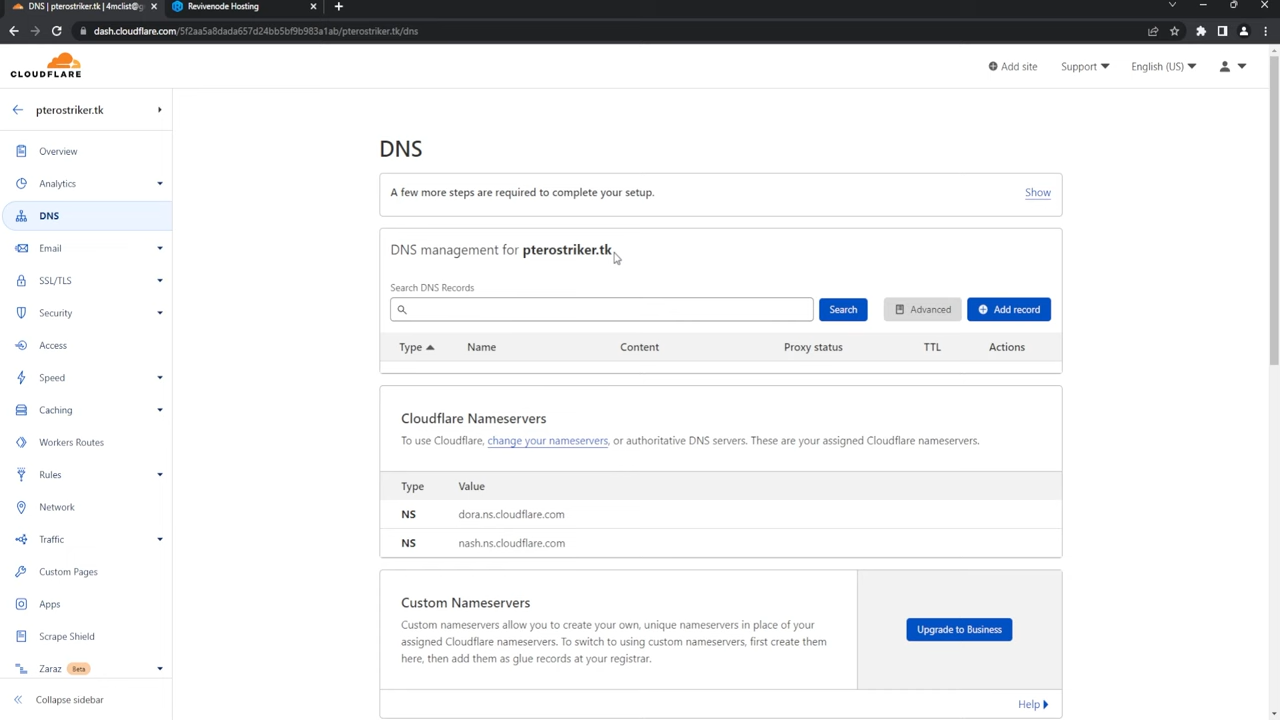 DNS | pterostriker.tk | 4mclist@g
Revivenode Hosting
dash.cloudflare.com/5f2aa5a8dada657d24bb5bf9b983a1ab/pterostriker.tk/dns
CLOUDFLARE
Add site
Support
English (US)
pterostriker.tk
Overview
Analytics
DNS
Email
SSL/TLS
Security
Access
Speed
Caching
Workers Routes
Rules
Network
Traffic
Custom Pages
Apps
Scrape Shield
Zaraz Beta
Collapse sidebar
DNS
A few more steps are required to complete your setup.
Show
DNS management for pterostriker.tk
Search DNS Records
Search
Advanced
Add record
Type Name Content Proxy status TTL Actions
Cloudflare Nameservers
To use Cloudflare, change your nameservers, or authoritative DNS servers. These are your assigned Cloudflare nameservers.
Type Value
NS dora.ns.cloudflare.com
NS nash.ns.cloudflare.com
Custom Nameservers
Custom nameservers allow you to create your own, unique nameservers in place of your
assigned Cloudflare nameservers. To switch to using custom nameservers, first create them
here, then add them as glue records at your registrar.
Upgrade to Business
Help